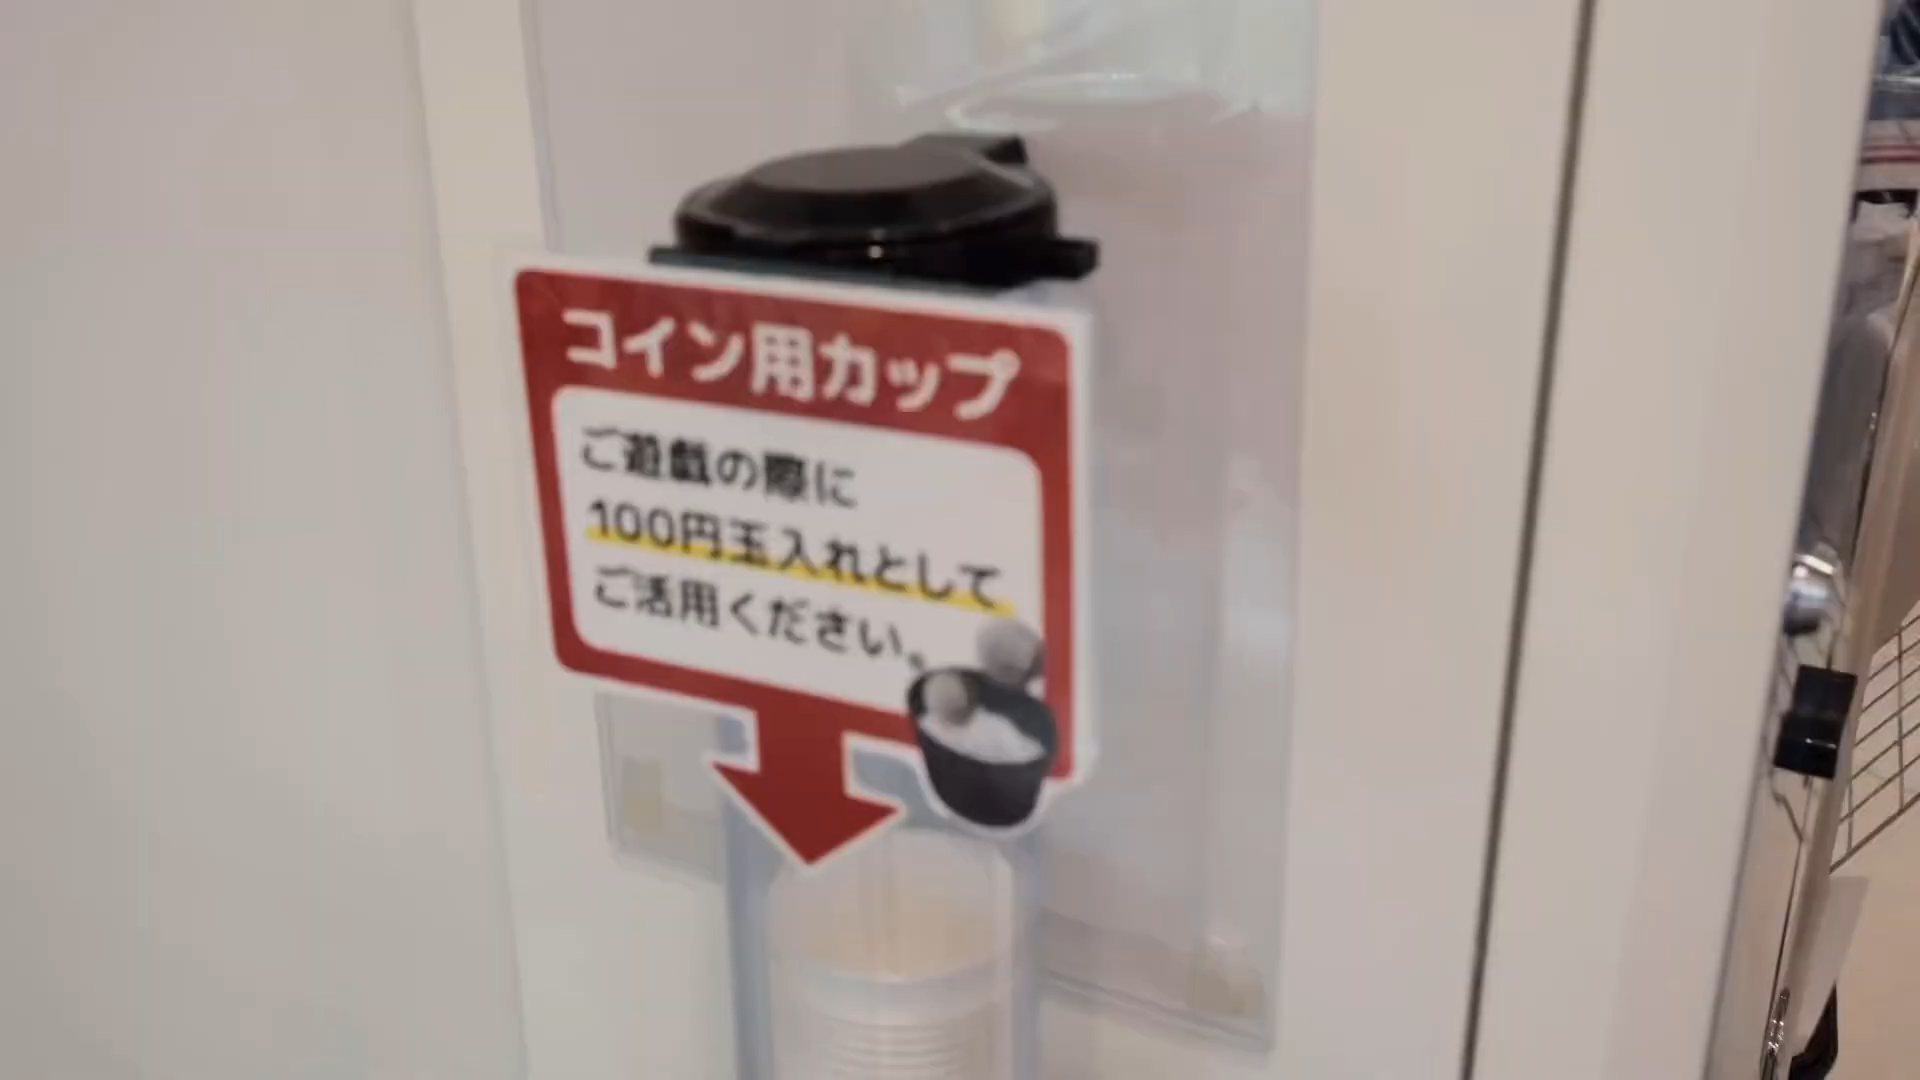 コイン用カップ
ご遊戯の際に
100円玉入れとして
ご活用ください。